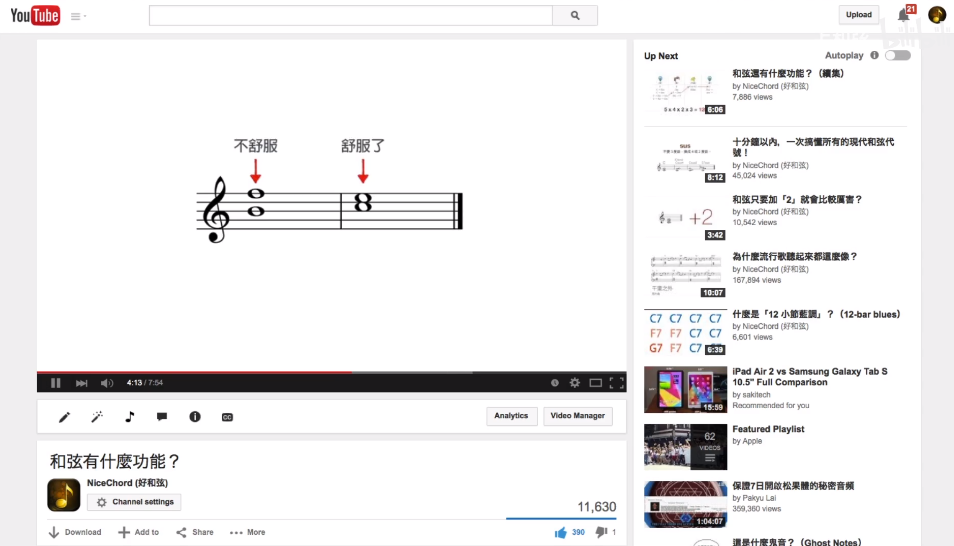 YouTube
Upload
21
Up Next
Autoplay
不舒服 舒服了
4:13 / 7:54
Analytics
Video Manager
和弦有什麼功能？
NiceChord (好和弦)
Channel settings
11,630
Download Add to Share More
390 1
和弦還有什麼功能？（續集）
by NiceChord (好和弦)
7,886 views
6:06
十分鐘以內，一次搞懂所有的現代和弦代
號！
by NiceChord (好和弦)
45,024 views
sus
8:12
和弦只要加「2」就會比較厲害？
by NiceChord (好和弦)
10,542 views
+2
3:42
為什麼流行歌聽起來都這麼像？
by NiceChord (好和弦)
167,894 views
10:07
什麼是「12 小節藍調」？（12-bar blues）
by NiceChord (好和弦)
6,601 views
C7 C7 C7 C7
F7 F7 C7 C7
G7 F7 C7
6:39
iPad Air 2 vs Samsung Galaxy Tab S
10.5" Full Comparison
by sakitech
Recommended for you
15:59
Featured Playlist
by Apple
62
VIDEOS
保證7日開啟松果體的秘密音頻
by Pakyu Lai
359,360 views
1:04:07
還是什麼鬼音？（Ghost Notes）